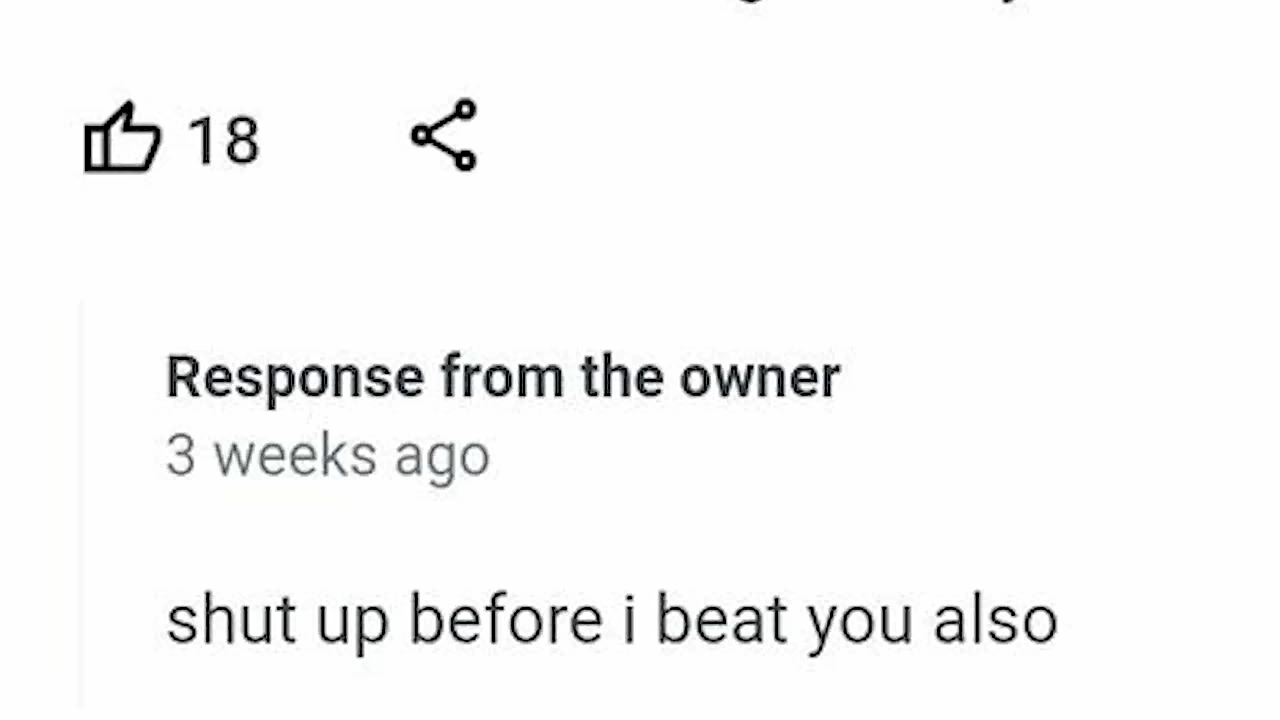 18
Response from the owner
3 weeks ago
shut up before i beat you also